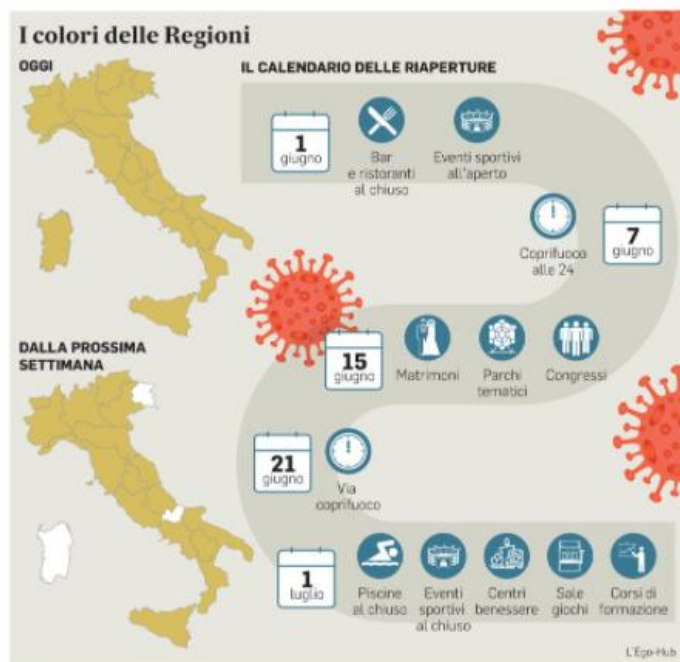 I colori delle Regioni
OGGI
IL CALENDARIO DELLE RIAPERTURE
1
giugno
Bar
e ristoranti
al chiuso
Eventi sportivi
all'aperto
Coprifuoco
alle 24
7
giugno
DALLA PROSSIMA
SETTIMANA
15
giugno
Matrimoni
Parchi
tematici
Congressi
21
giugno
Via
coprifuoco
1
luglio
Piscine
al chiuso
Eventi
sportivi
al chiuso
Centri
benessere
Sale
giochi
Corsi di
formazione
L'Ego-Hub